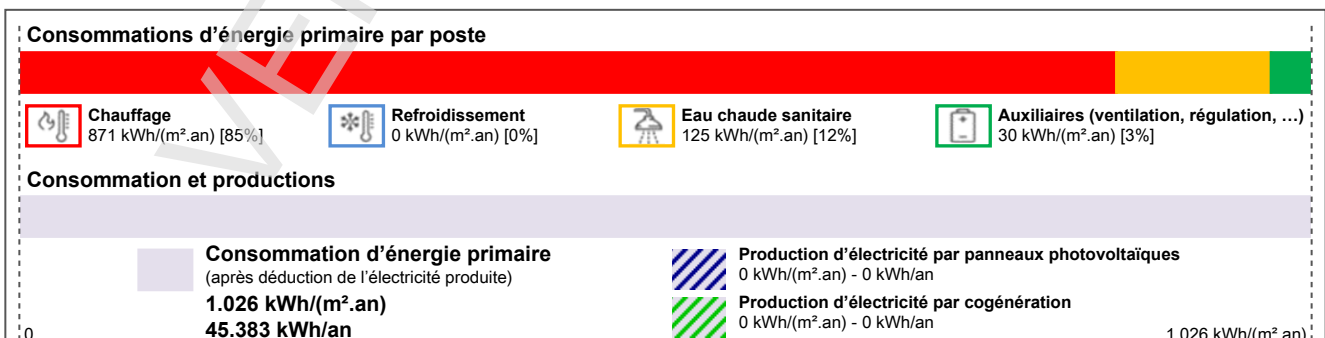 Consommations d'énergie primaire par poste
Chauffage
871 kWh/(m².an) [85%]
Refroidissement
0 kWh/(m².an) [0%]
Eau chaude sanitaire
125 kWh/(m².an) [12%]
Auxiliaires (ventilation, régulation, …)
30 kWh/(m².an) [3%]
Consommation et productions
Consommation d'énergie primaire
(après déduction de l'électricité produite)
1.026 kWh/(m².an)
45.383 kWh/an
Production d'électricité par panneaux photovoltaïques
0 kWh/(m².an) - 0 kWh/an
Production d'électricité par cogénération
0 kWh/(m².an) - 0 kWh/an
0
1.026 kWh/(m².an)